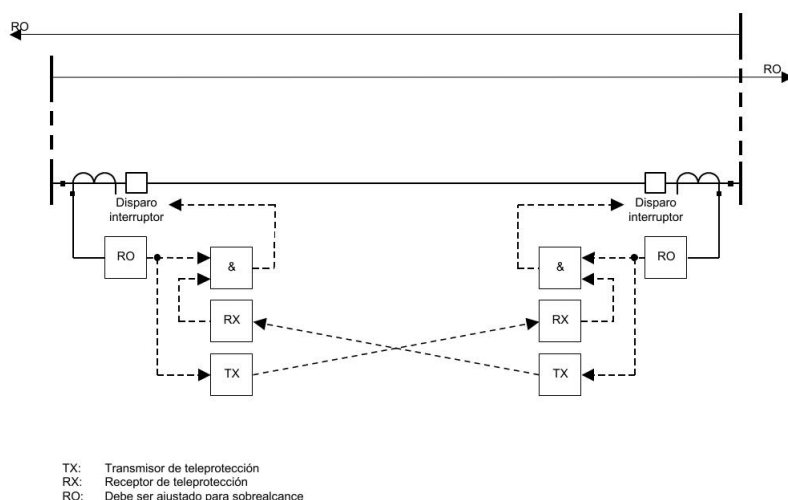 RO
RO
Disparo
interruptor
Disparo
interruptor
RO
&
&
RO
RX
RX
TX
TX
TX: Transmisor de teleprotección
RX: Receptor de teleprotección
RO: Debe ser ajustado para sobrealcance